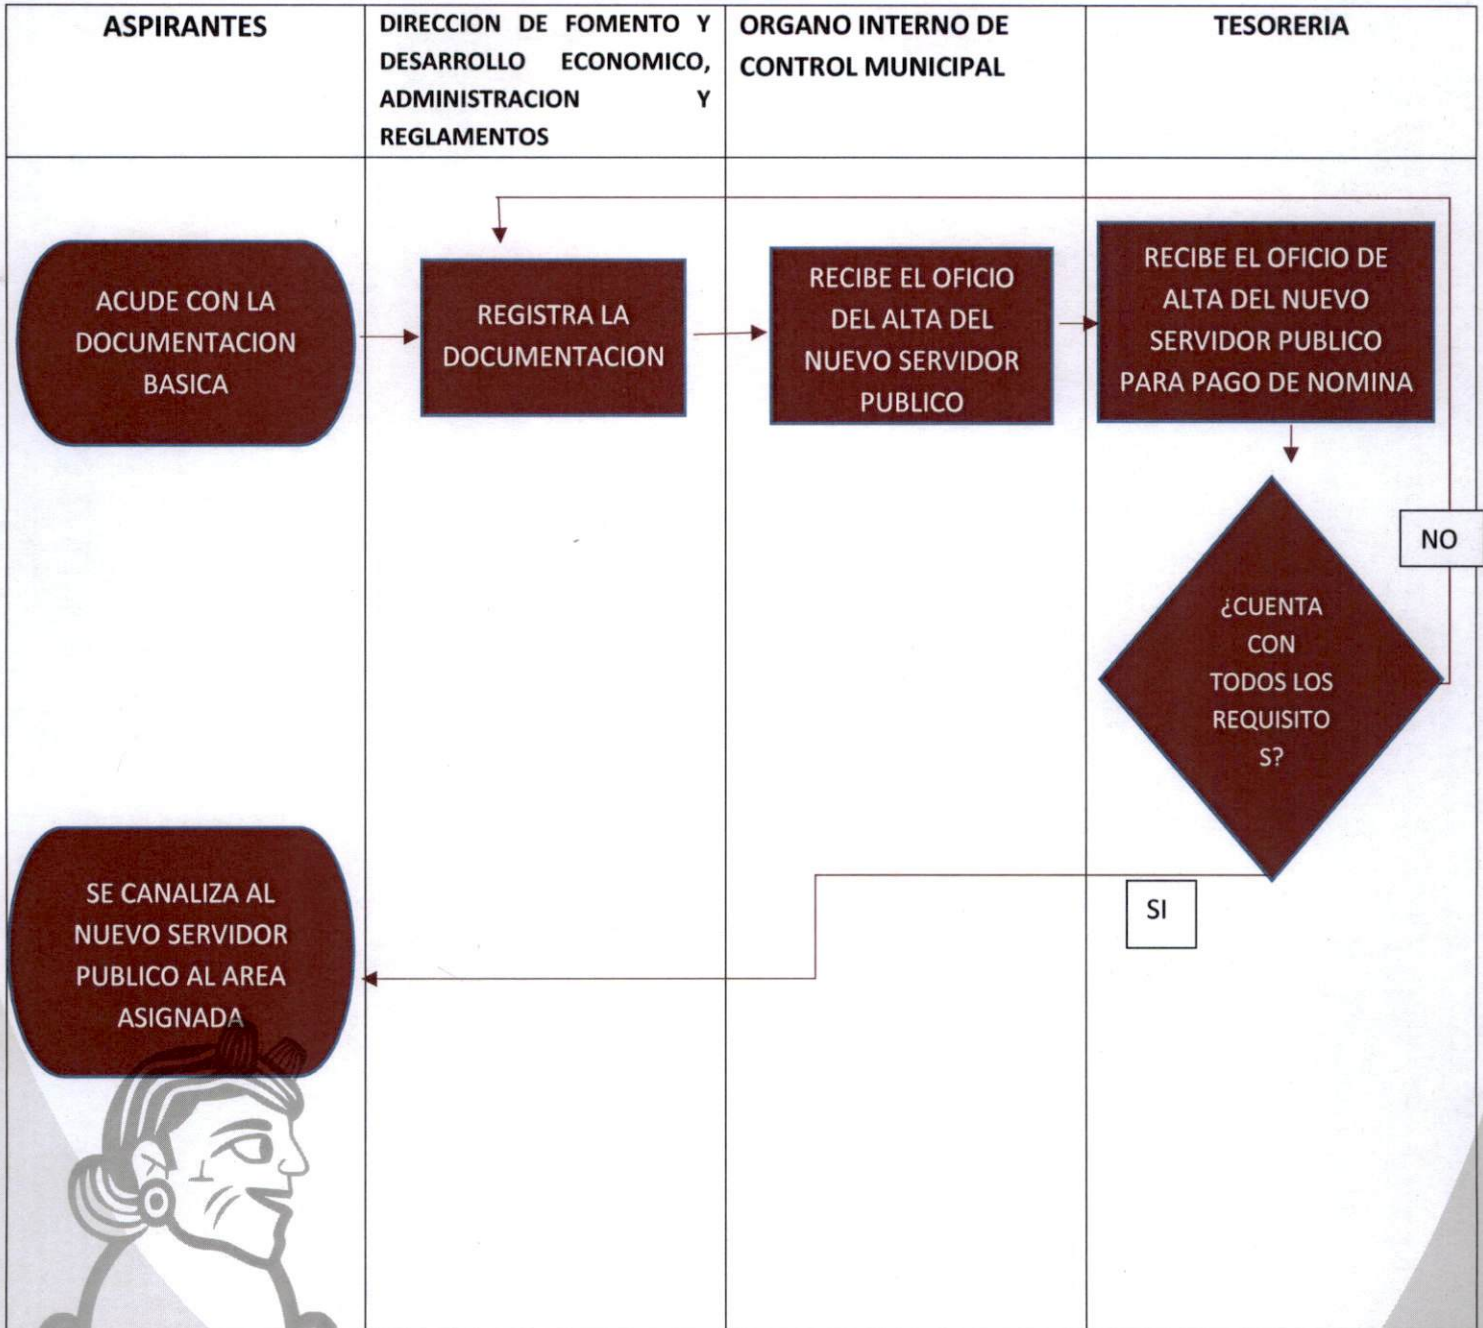 ASPIRANTES
DIRECCION DE FOMENTO Y
DESARROLLO ECONOMICO,
ADMINISTRACION Y
REGLAMENTOS
ORGANO INTERNO DE
CONTROL MUNICIPAL
TESORERIA
ACUDE CON LA
DOCUMENTACION
BASICA
REGISTRA LA
DOCUMENTACION
RECIBE EL OFICIO
DEL ALTA DEL
NUEVO SERVIDOR
PUBLICO
RECIBE EL OFICIO DE
ALTA DEL NUEVO
SERVIDOR PUBLICO
PARA PAGO DE NOMINA
NO
¿CUENTA
CON
TODOS LOS
REQUISITO
S?
SI
SE CANALIZA AL
NUEVO SERVIDOR
PUBLICO AL AREA
ASIGNADA